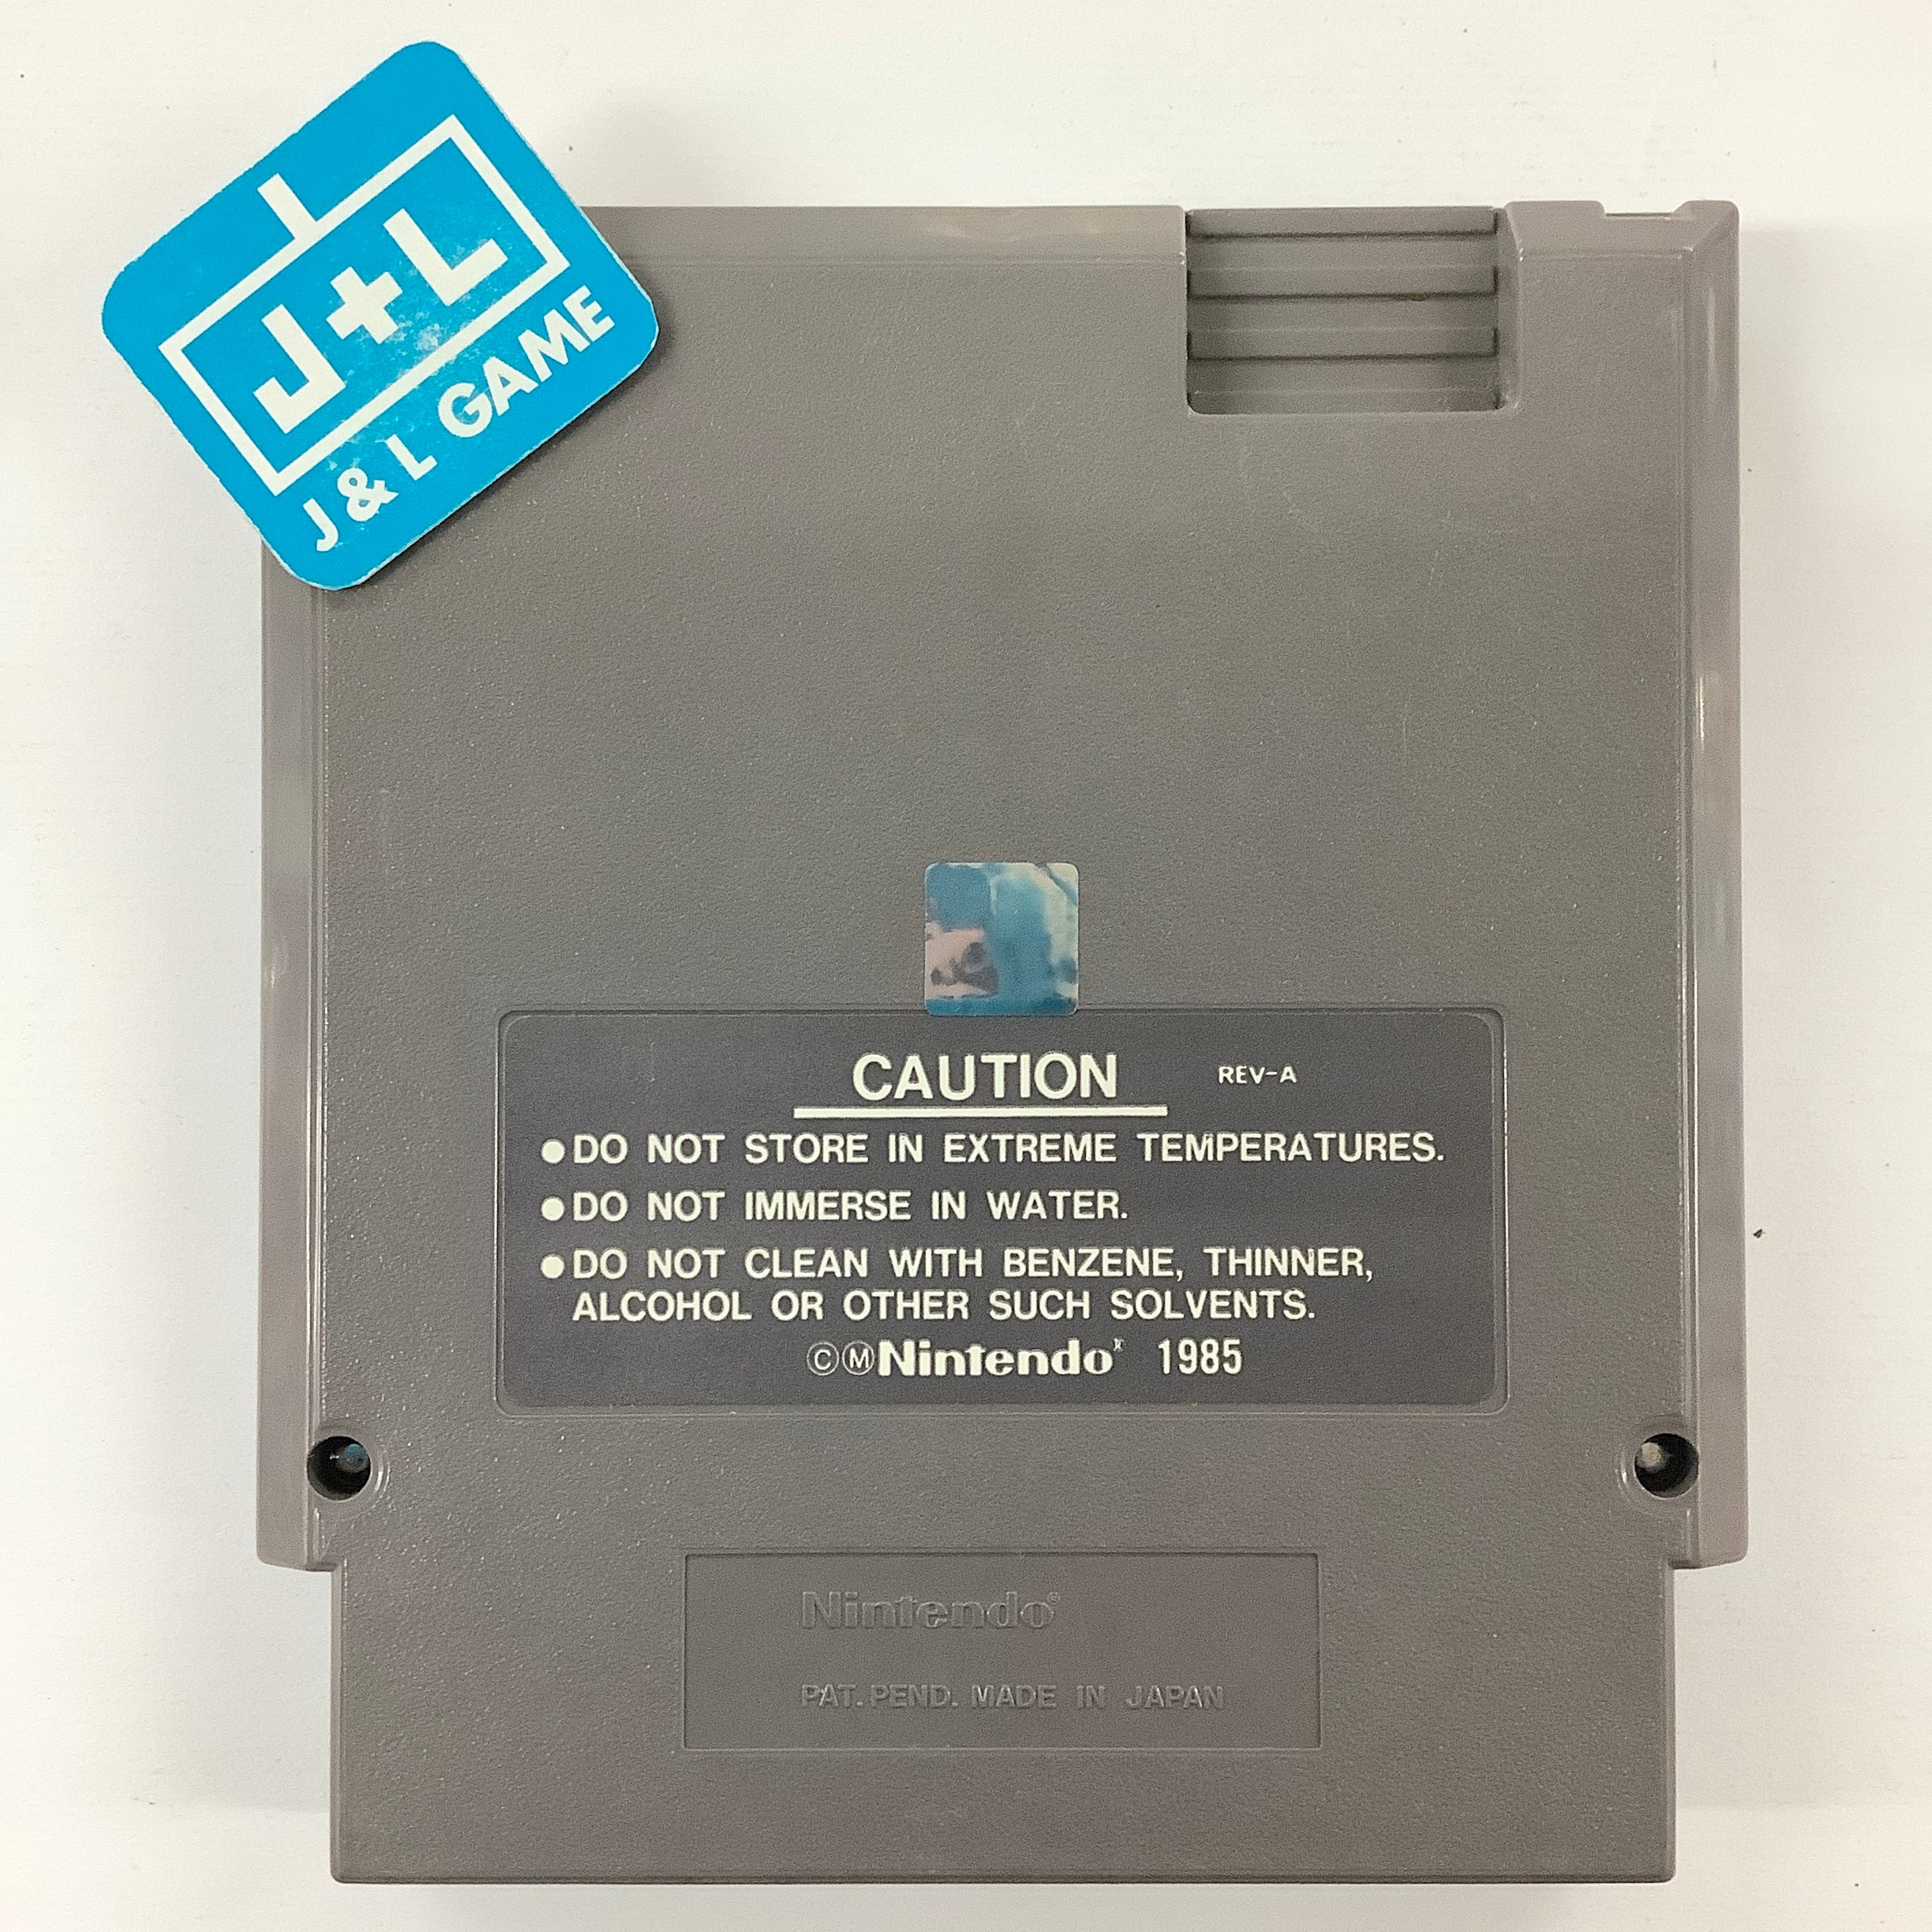 J+L
J & L GAME
CAUTION REV-A
●DO NOT STORE IN EXTREME TEMPERATURES.
●DO NOT IMMERSE IN WATER.
●DO NOT CLEAN WITH BENZENE, THINNER,
ALCOHOL OR OTHER SUCH SOLVENTS.
©ⓂNintendo 1985
Nintendo®
PAT. PEND. MADE IN JAPAN